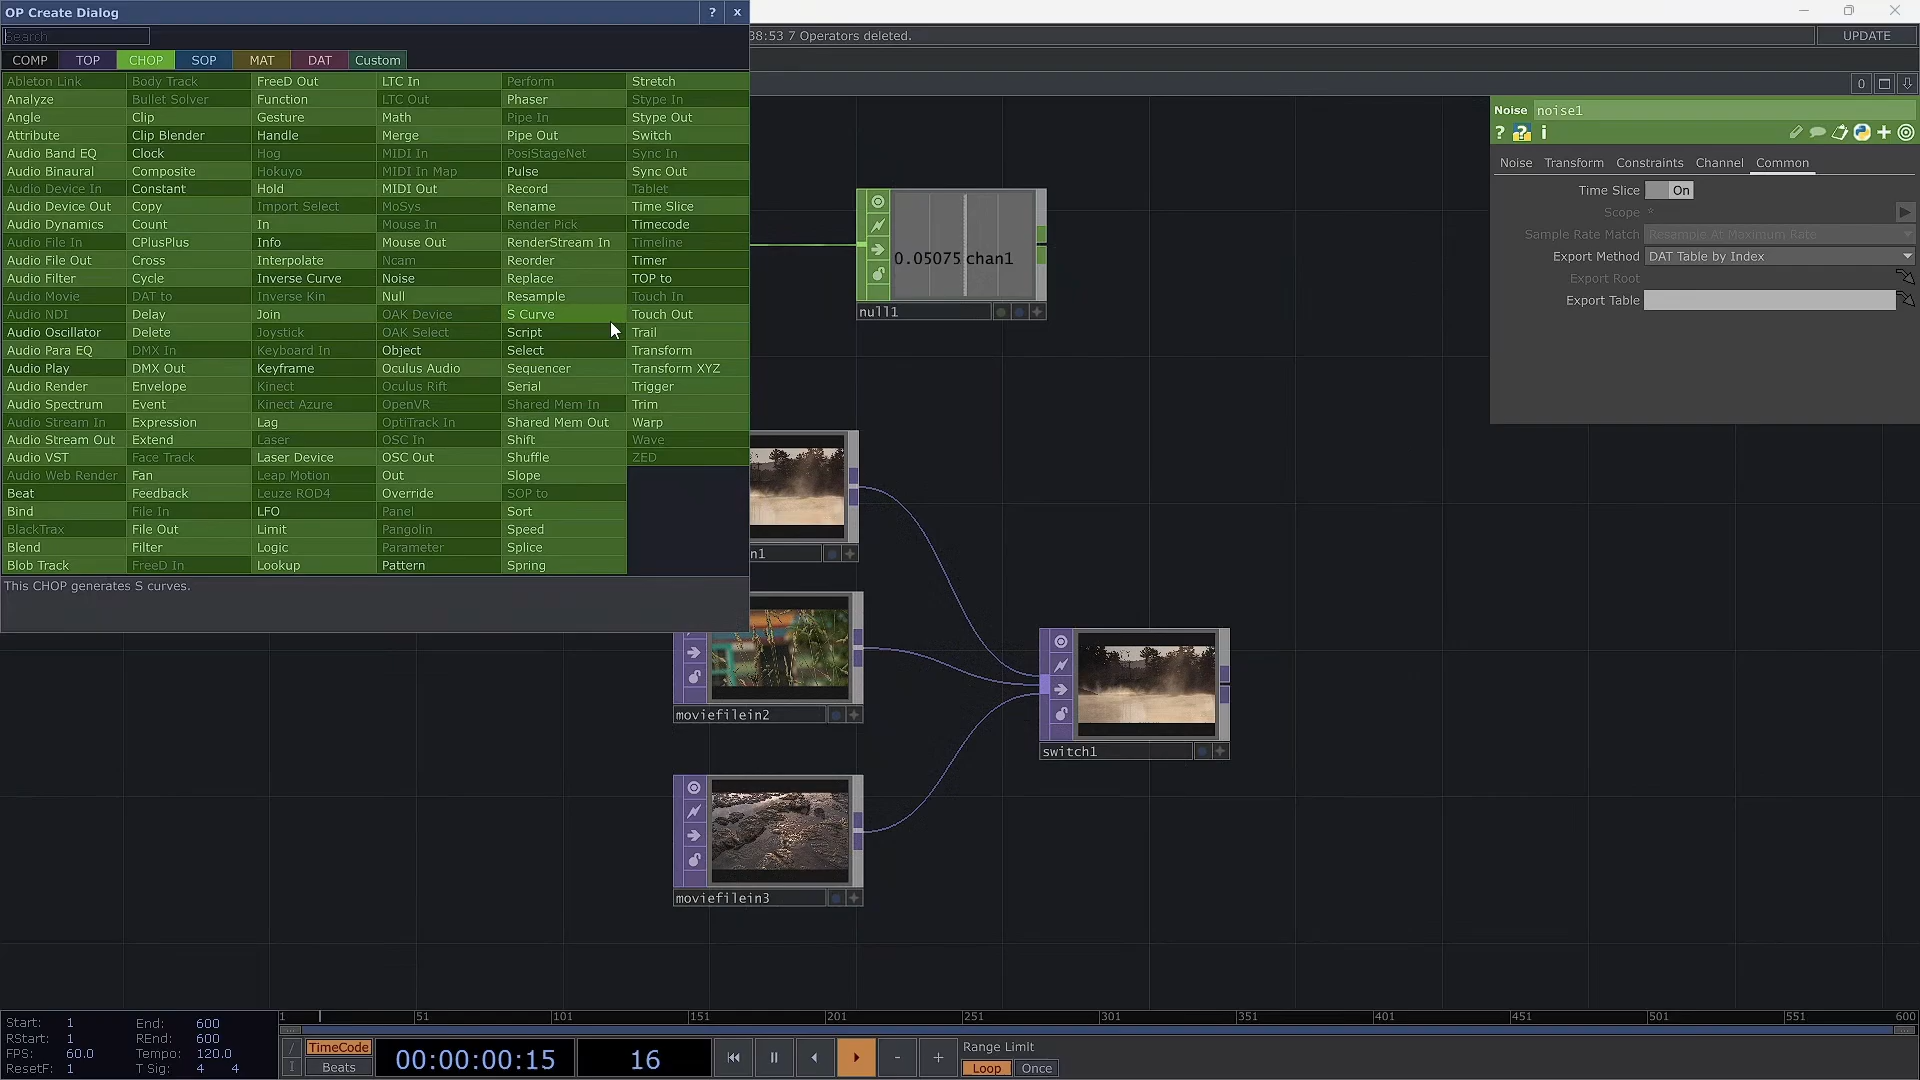 OP Create Dialog ? x
38:53 7 Operators deleted. UPDATE
Search
COMP TOP CHOP SOP MAT DAT Custom
0
Ableton Link Body Track FreeD Out LTC In Perform Stretch
Analyze Bullet Solver Function LTC Out Phaser Stype In
Angle Clip Gesture Math Pipe In Stype Out
Attribute Clip Blender Handle Merge Pipe Out Switch
Audio Band EQ Clock Hog MIDI In PosiStageNet Sync In
Audio Binaural Composite Hokuyo MIDI In Map Pulse Sync Out
Audio Device In Constant Hold MIDI Out Record Tablet
Audio Device Out Copy Import Select MoSys Rename Time Slice
Audio Dynamics Count In Mouse In Render Pick Timecode
Audio File In CPlusPlus Info Mouse Out RenderStream In Timeline
Audio File Out Cross Interpolate Ncam Reorder Timer
Audio Filter Cycle Inverse Curve Noise Replace TOP to
Audio Movie DAT to Inverse Kin Null Resample Touch In
Audio NDI Delay Join OAK Device S Curve Touch Out
Audio Oscillator Delete Joystick OAK Select Script Trail
Audio Para EQ DMX In Keyboard In Object Select Transform
Audio Play DMX Out Keyframe Oculus Audio Sequencer Transform XYZ
Audio Render Envelope Kinect Oculus Rift Serial Trigger
Audio Spectrum Event Kinect Azure OpenVR Shared Mem In Trim
Audio Stream In Expression Lag OptiTrack In Shared Mem Out Warp
Audio Stream Out Extend Laser OSC In Shift Wave
Audio VST Face Track Laser Device OSC Out Shuffle ZED
Audio Web Render Fan Leap Motion Out Slope
Beat Feedback Leuze ROD4 Override SOP to
Bind File In LFO Panel Sort
BlackTrax File Out Limit Pangolin Speed
Blend Filter Logic Parameter Splice
Blob Track FreeD In Lookup Pattern Spring
This CHOP generates S curves.
Noise noise1
? ? i
Noise Transform Constraints Channel Common
Time Slice On
Scope *
Sample Rate Match Resample At Maximum Rate
Export Method DAT Table by Index
Export Root
Export Table
0.05075 chan1
null1
n1
moviefilein2
switch1
moviefilein3
Start: 1 End: 600
RStart: 1 REnd: 600
FPS: 60.0 Tempo: 120.0
ResetF: 1 T Sig: 4 4
1 51 101 151 201 251 301 351 401 451 501 551 600
TimeCode
Beats
00:00:00:15
16
- +
Range Limit
Loop Once